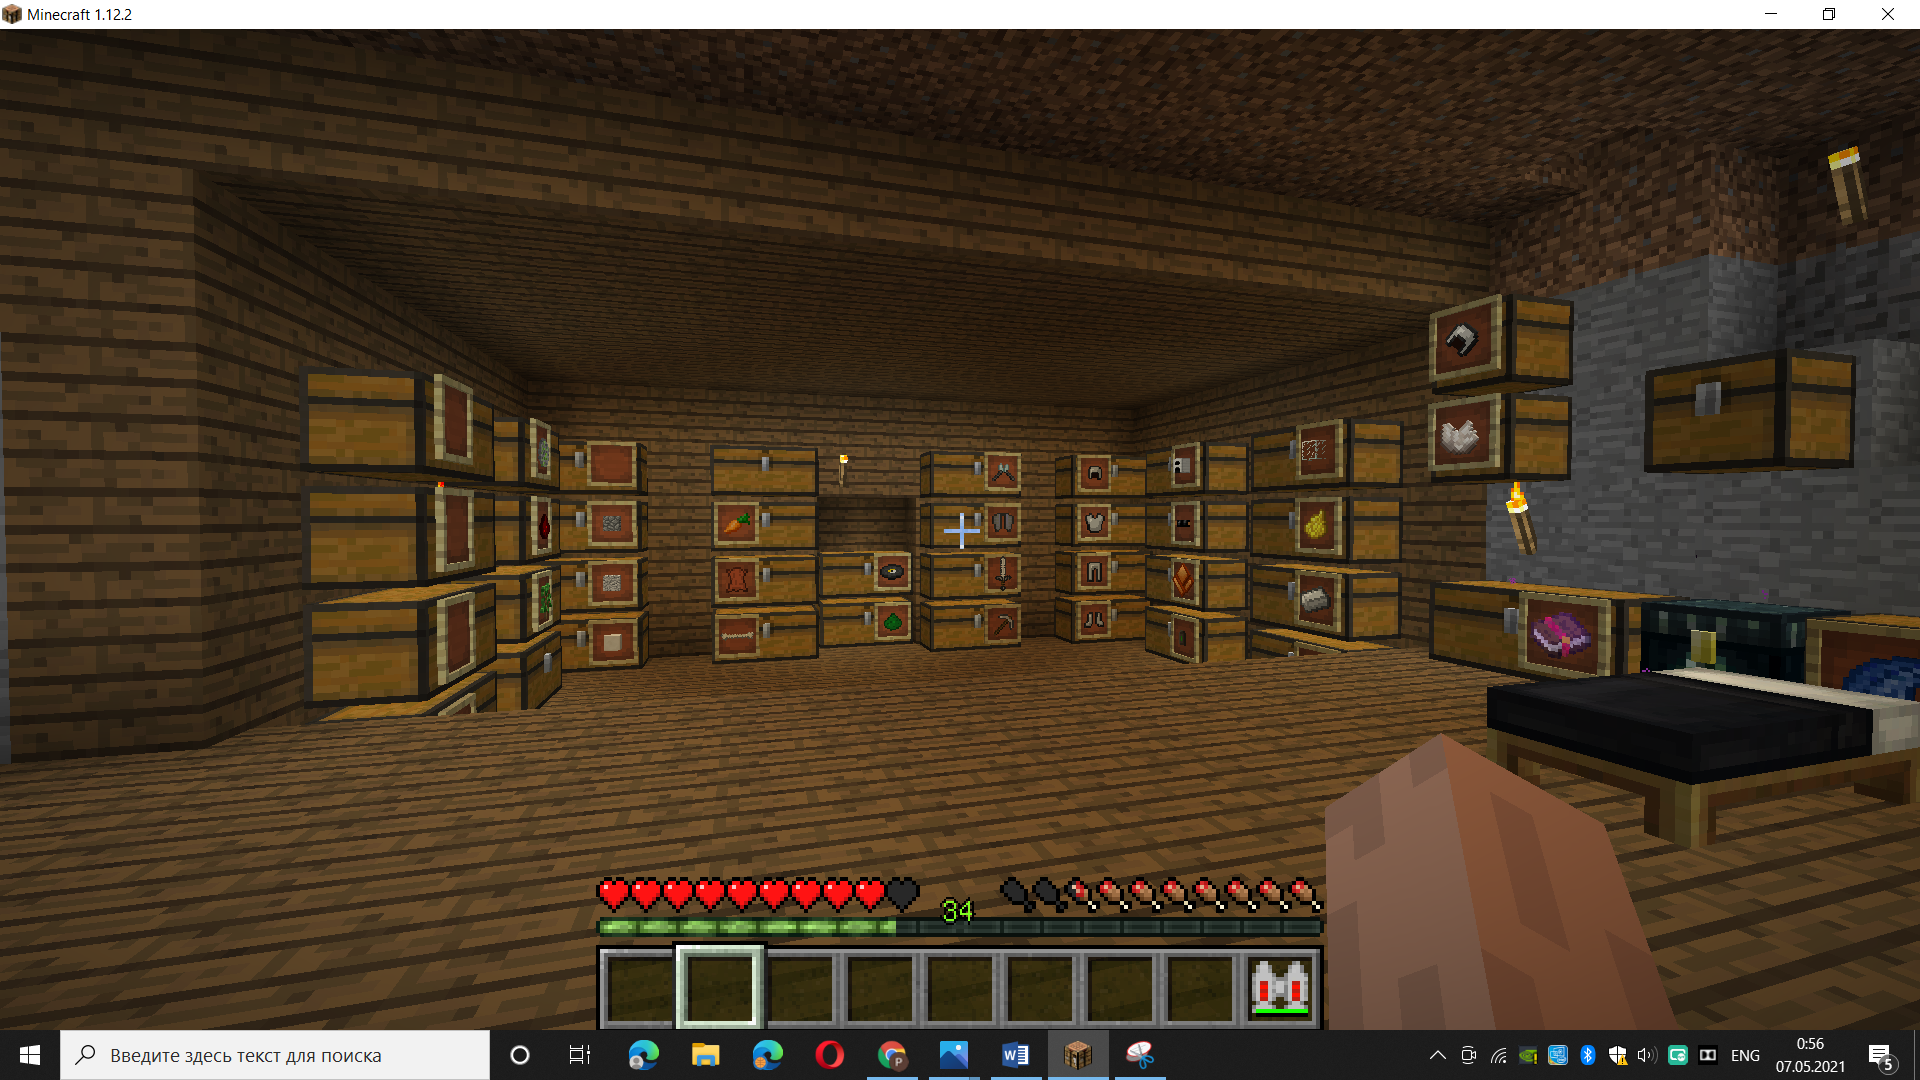 Minecraft 1.12.2
34
Введите здесь текст для поиска
ENG
0:56
07.05.2021
5